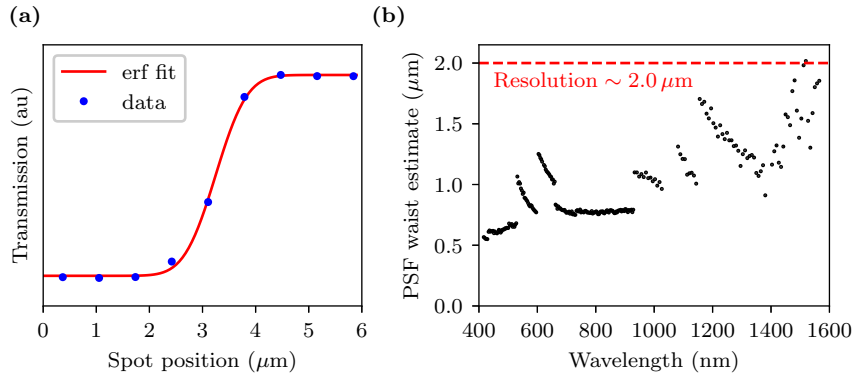 (a)
erf fit
data
Transmission (au)
0 1 2 3 4 5 6
Spot position (μm)
(b)
PSF waist estimate (μm)
2.0
1.5
1.0
0.5
0.0
Resolution ∼ 2.0 μm
400 600 800 1000 1200 1400 1600
Wavelength (nm)